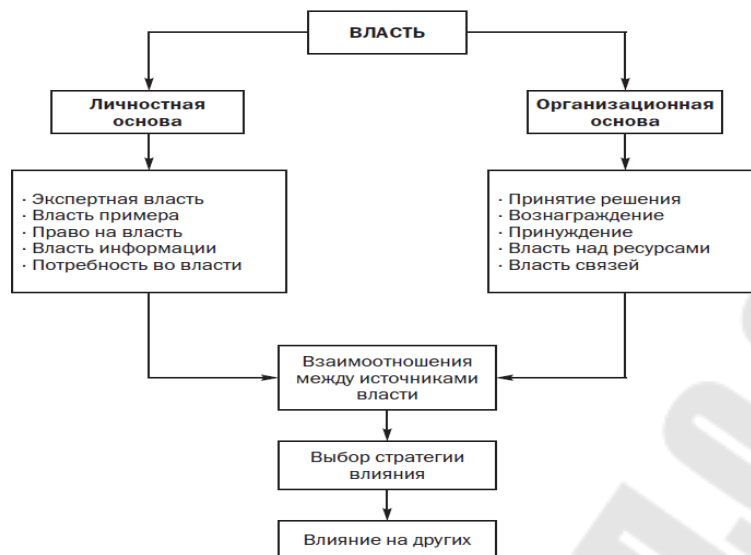 ВЛАСТЬ
Личностная
основа
Организационная
основа
· Экспертная власть
· Власть примера
· Право на власть
· Власть информации
· Потребность во власти
· Принятие решения
· Вознаграждение
· Принуждение
· Власть над ресурсами
· Власть связей
Взаимоотношения
между источниками
власти
Выбор стратегии
влияния
Влияние на других